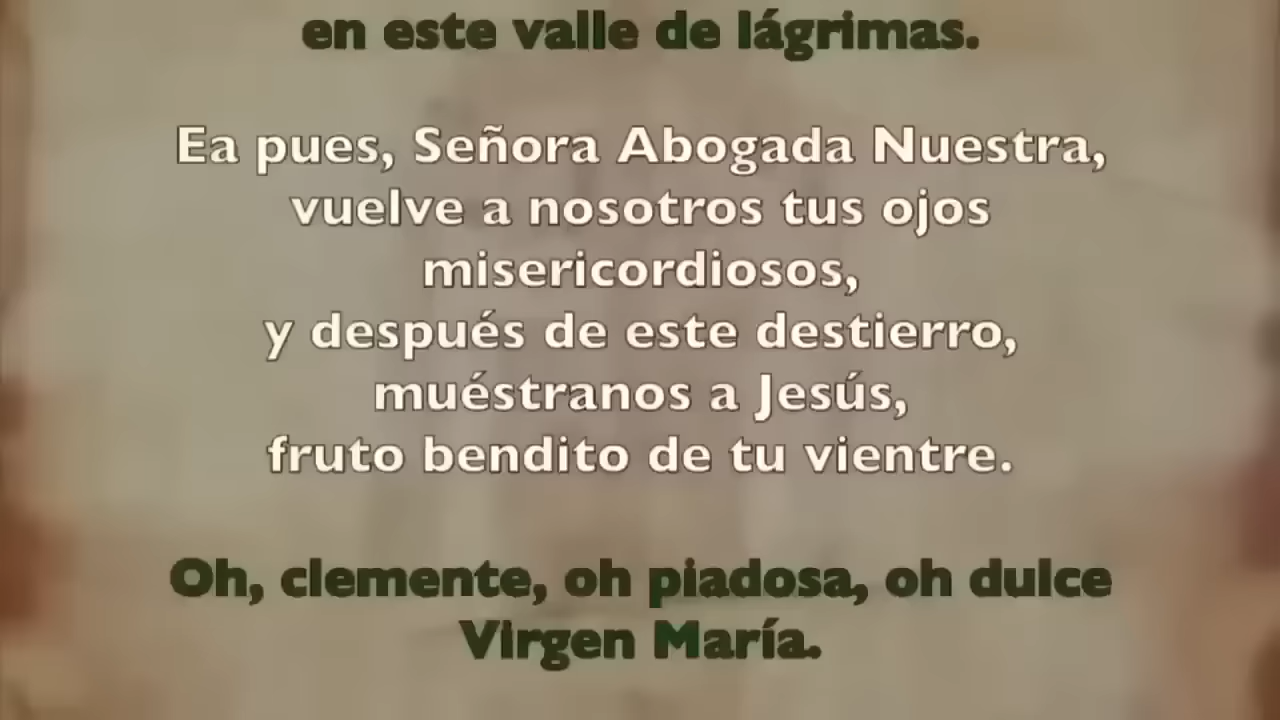 en este valle de lágrimas.
Ea pues, Señora Abogada Nuestra,
vuelve a nosotros tus ojos
misericordiosos,
y después de este destierro,
muéstranos a Jesús,
fruto bendito de tu vientre.
Oh, clemente, oh piadosa, oh dulce
Virgen María.